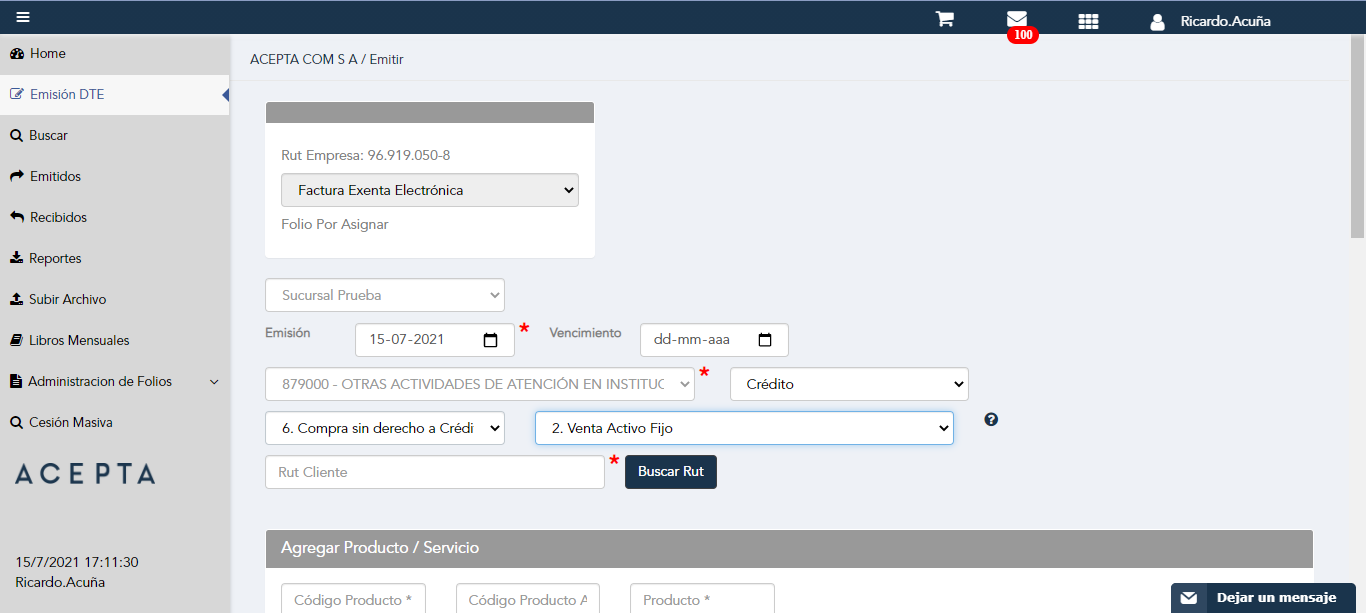 100
Ricardo.Acuña
Home
Emisión DTE
Buscar
Emitidos
Recibidos
Reportes
Subir Archivo
Libros Mensuales
Administracion de Folios
Cesión Masiva
ACEPTA
15/7/2021 17:11:30
Ricardo.Acuña
ACEPTA COM S A / Emitir
Rut Empresa: 96.919.050-8
Factura Exenta Electrónica
Folio Por Asignar
Sucursal Prueba
Emisión 15-07-2021 * Vencimiento dd-mm-aaa
879000 - OTRAS ACTIVIDADES DE ATENCIÓN EN INSTITUC * Crédito
6. Compra sin derecho a Crédi 2. Venta Activo Fijo ?
Rut Cliente * Buscar Rut
Agregar Producto / Servicio
Código Producto * Código Producto A Producto *
Dejar un mensaje